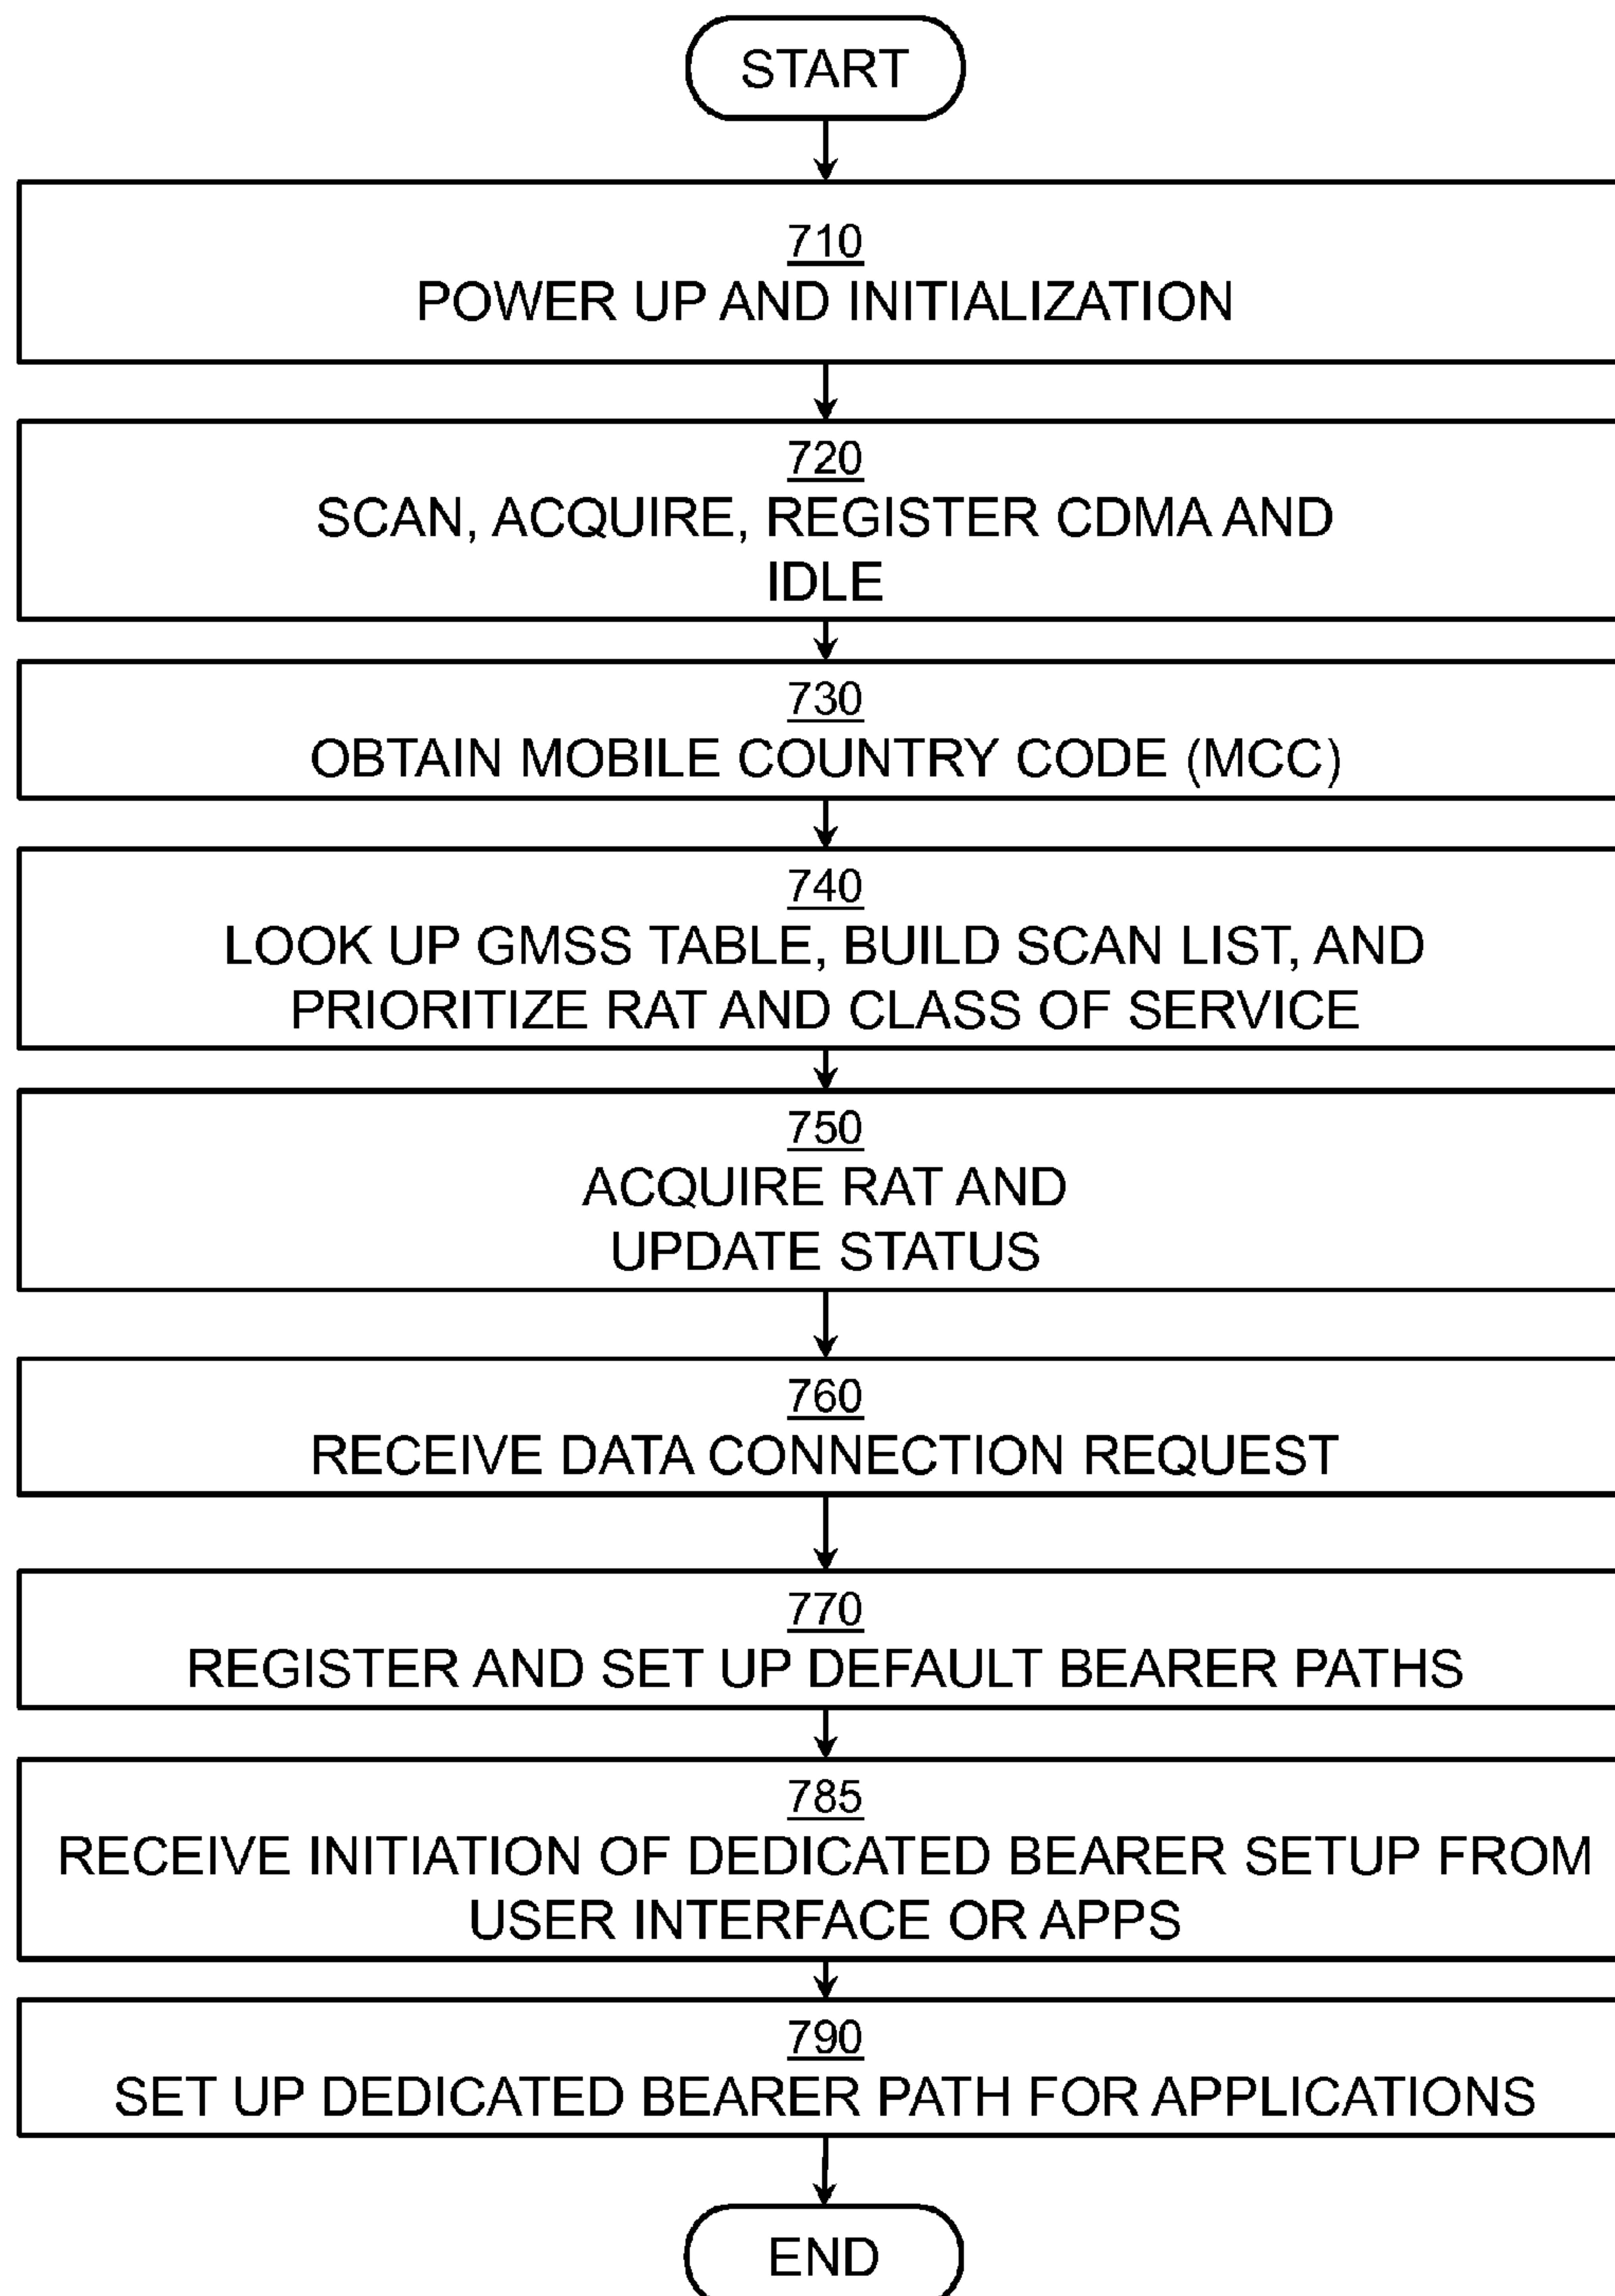 START
710
POWER UP AND INITIALIZATION
720
SCAN, ACQUIRE, REGISTER CDMA AND
IDLE
730
OBTAIN MOBILE COUNTRY CODE (MCC)
740
LOOK UP GMSS TABLE, BUILD SCAN LIST, AND
PRIORITIZE RAT AND CLASS OF SERVICE
750
ACQUIRE RAT AND
UPDATE STATUS
760
RECEIVE DATA CONNECTION REQUEST
770
REGISTER AND SET UP DEFAULT BEARER PATHS
785
RECEIVE INITIATION OF DEDICATED BEARER SETUP FROM
USER INTERFACE OR APPS
790
SET UP DEDICATED BEARER PATH FOR APPLICATIONS
END